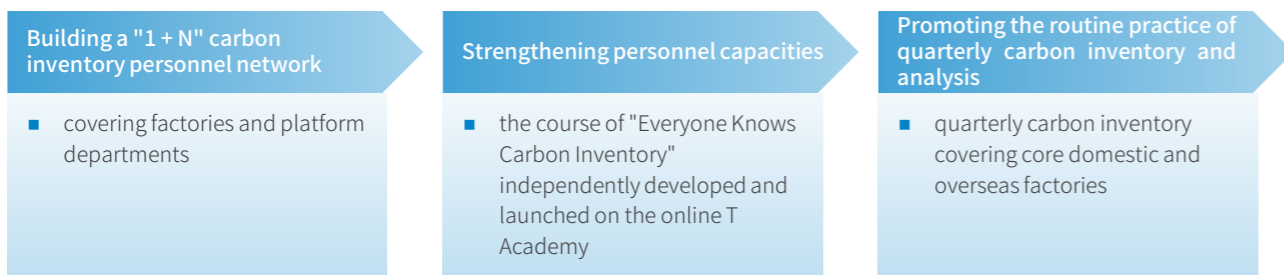 Building a "1 + N" carbon
inventory personnel network
■ covering factories and platform
departments
Strengthening personnel capacities
■ the course of "Everyone Knows
Carbon Inventory"
independently developed and
launched on the online T
Academy
Promoting the routine practice of
quarterly carbon inventory and
analysis
■ quarterly carbon inventory
covering core domestic and
overseas factories